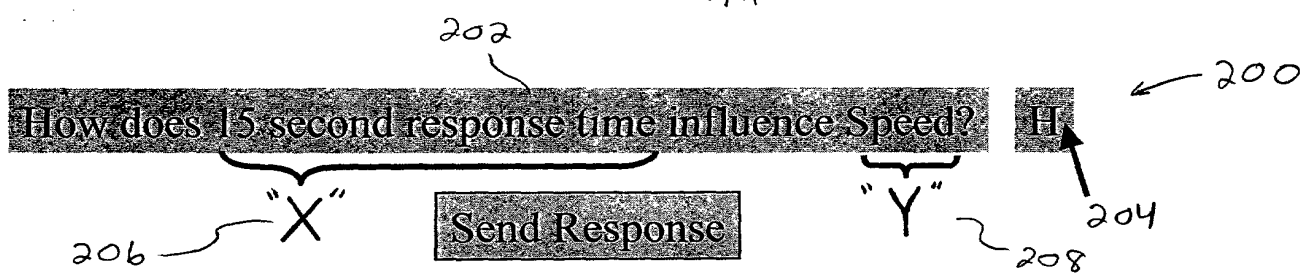 202
200
How does 15 second response time influence Speed? H
204
"X" Send Response "Y"
206 208